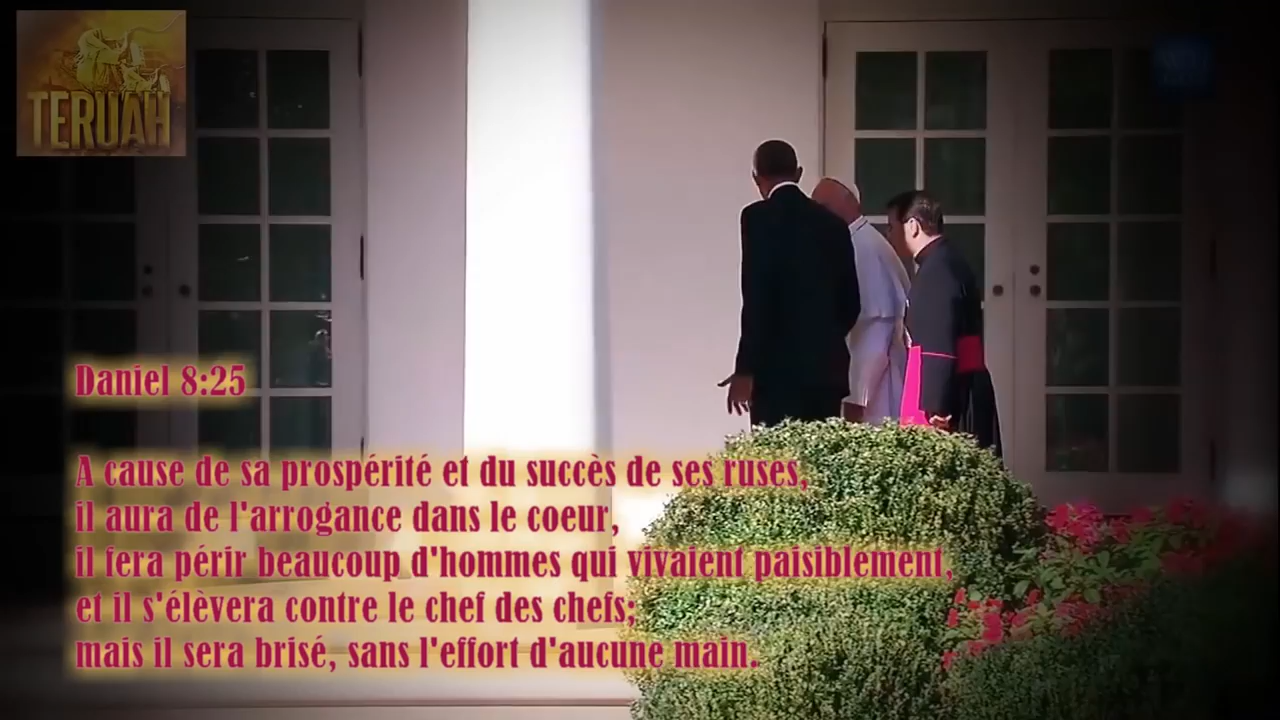 TERUAH
Daniel 8:25
A cause de sa prospérité et du succès de ses ruses,
il aura de l'arrogance dans le coeur,
il fera périr beaucoup d'hommes qui vivaient paisiblement,
et il s'élèvera contre le chef des chefs;
mais il sera brisé, sans l'effort d'aucune main.